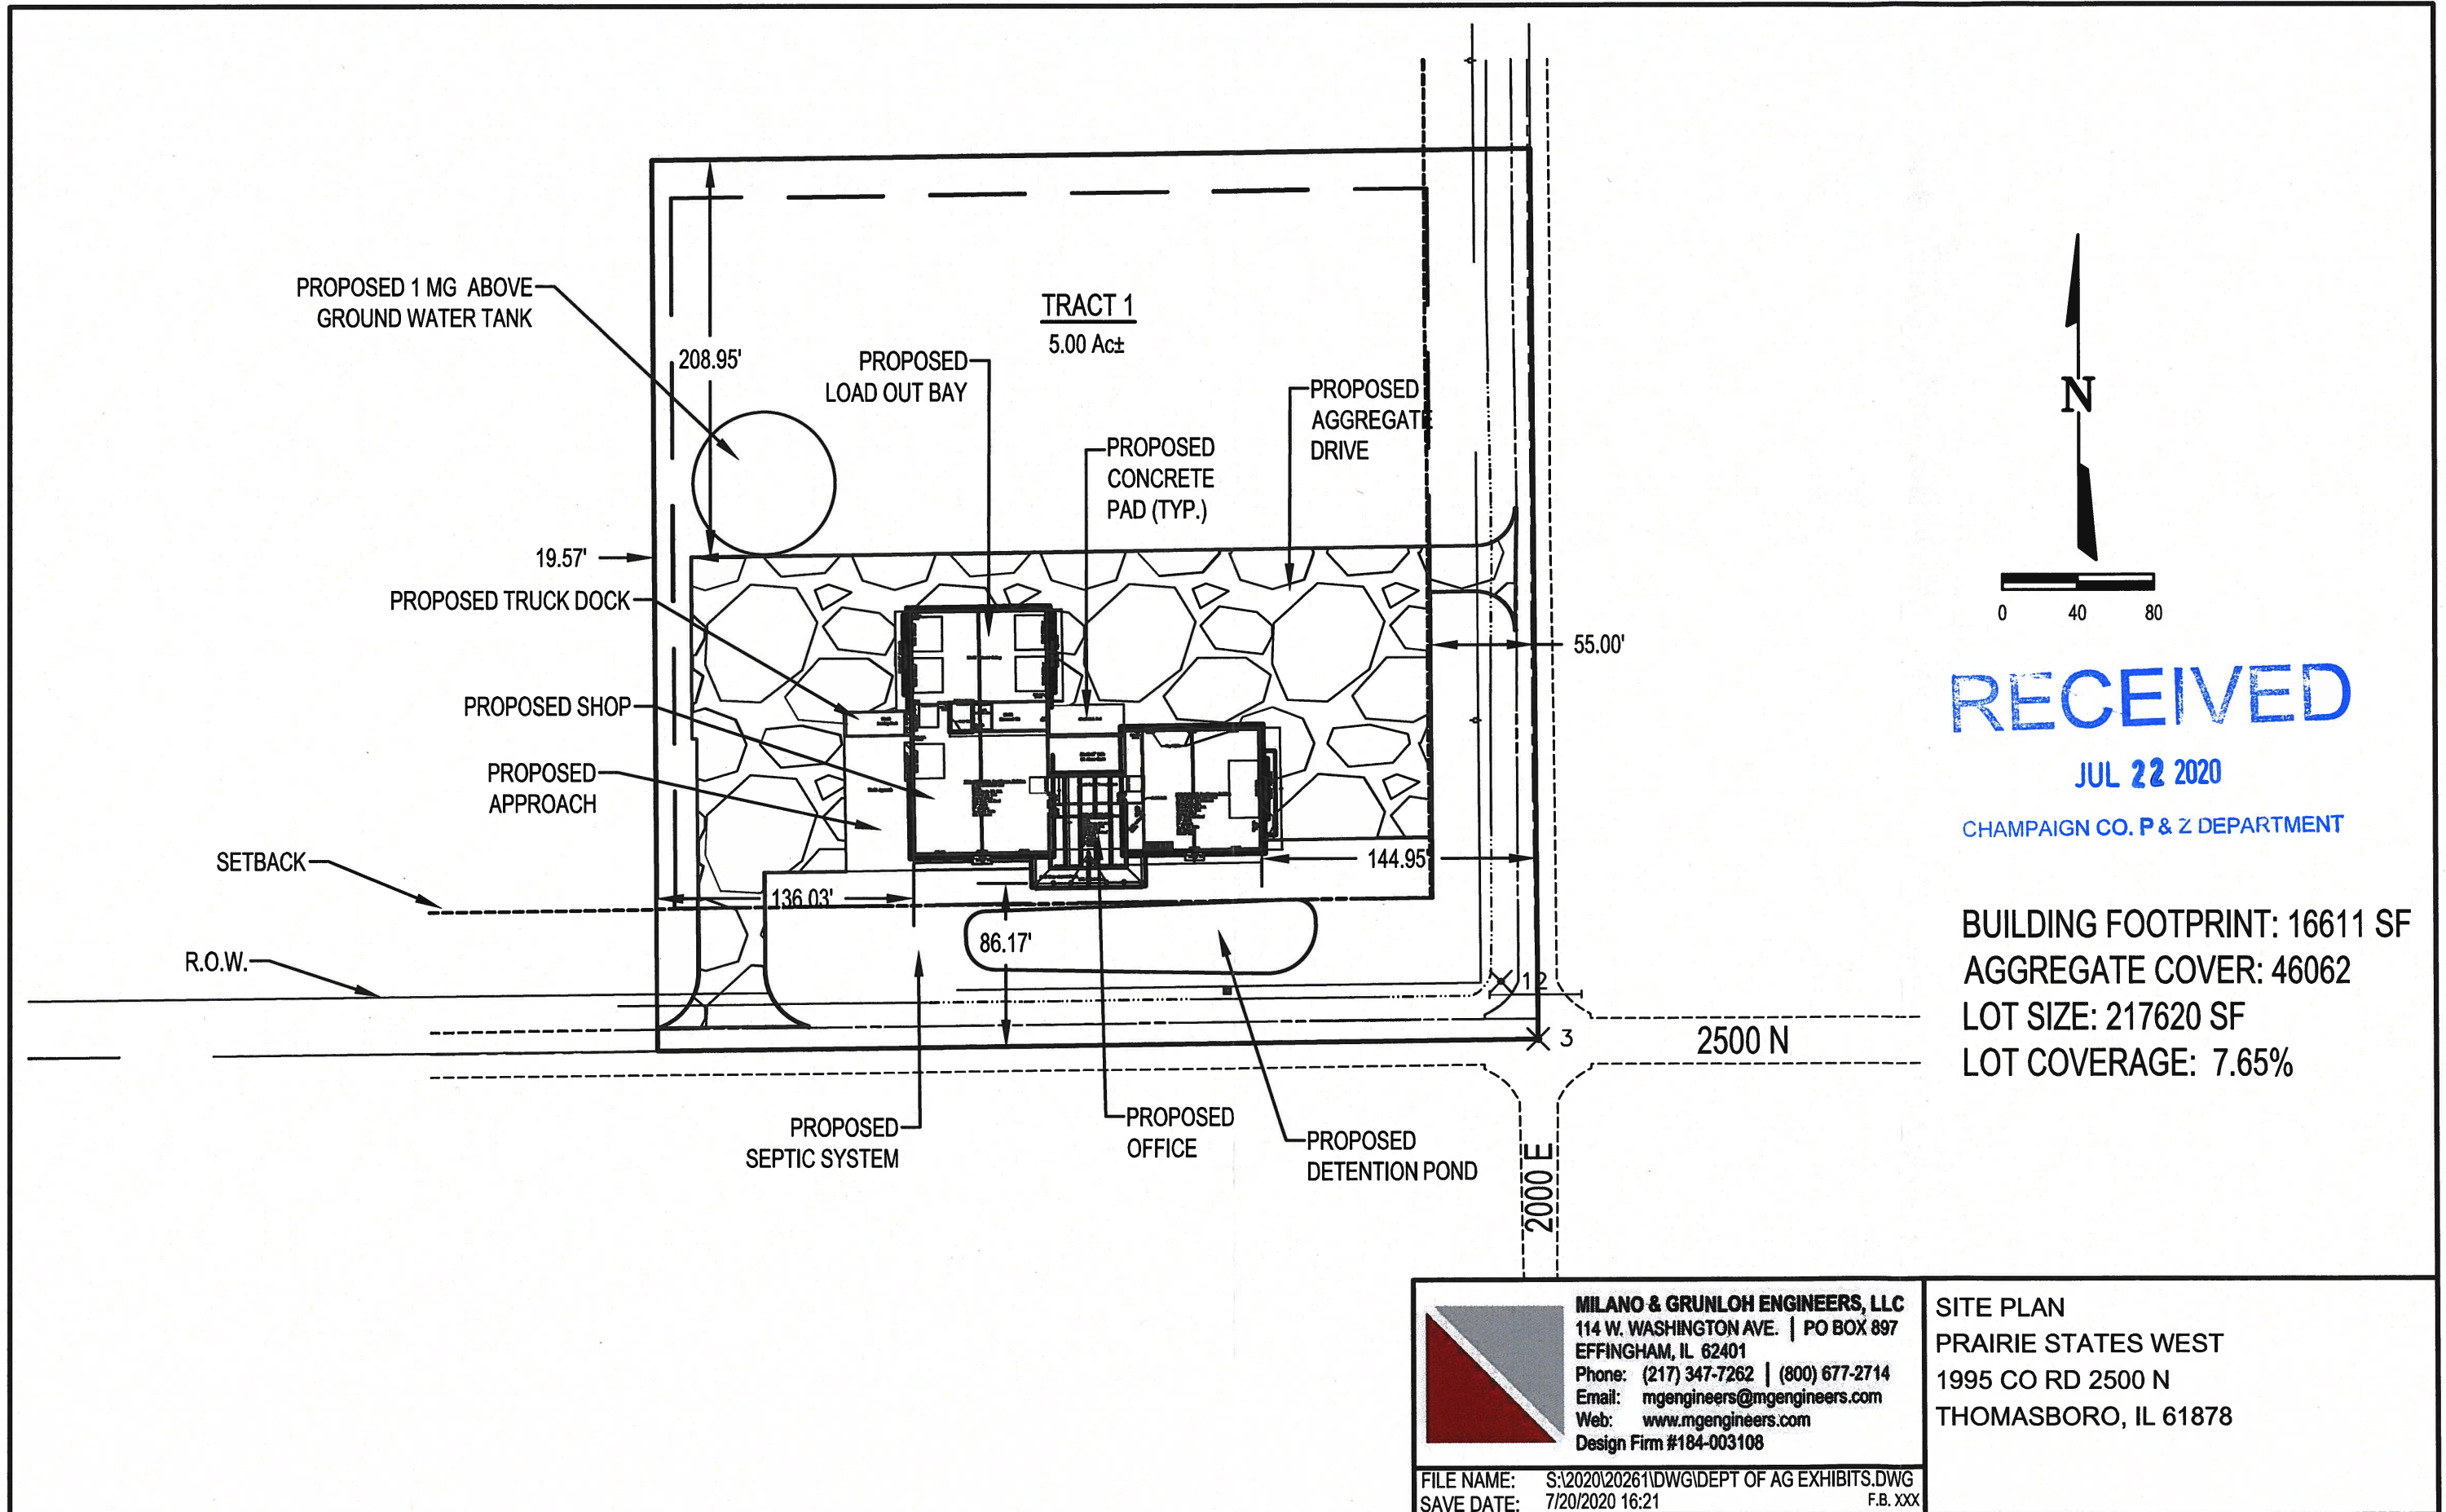 PROPOSED 1 MG ABOVE
GROUND WATER TANK
TRACT 1
5.00 Ac±
208.95'
PROPOSED
LOAD OUT BAY
PROPOSED
AGGREGATE
DRIVE
PROPOSED
CONCRETE
PAD (TYP.)
N
19.57'
PROPOSED TRUCK DOCK
0 40 80
55.00'
PROPOSED SHOP
RECEIVED
JUL 22 2020
CHAMPAIGN CO. P & Z DEPARTMENT
PROPOSED
APPROACH
SETBACK
144.95'
136.03'
86.17'
R.O.W.
BUILDING FOOTPRINT: 16611 SF
AGGREGATE COVER: 46062
LOT SIZE: 217620 SF
LOT COVERAGE: 7.65%
12
3
2500 N
2000 E
PROPOSED
SEPTIC SYSTEM
PROPOSED
OFFICE
PROPOSED
DETENTION POND
MILANO & GRUNLOH ENGINEERS, LLC
114 W. WASHINGTON AVE. | PO BOX 897
EFFINGHAM, IL 62401
Phone: (217) 347-7262 | (800) 677-2714
Email: mgengineers@mgengineers.com
Web: www.mgengineers.com
Design Firm #184-003108
FILE NAME: S:\2020\20261\DWG\DEPT OF AG EXHIBITS.DWG
SAVE DATE: 7/20/2020 16:21 F.B. XXX
SITE PLAN
PRAIRIE STATES WEST
1995 CO RD 2500 N
THOMASBORO, IL 61878